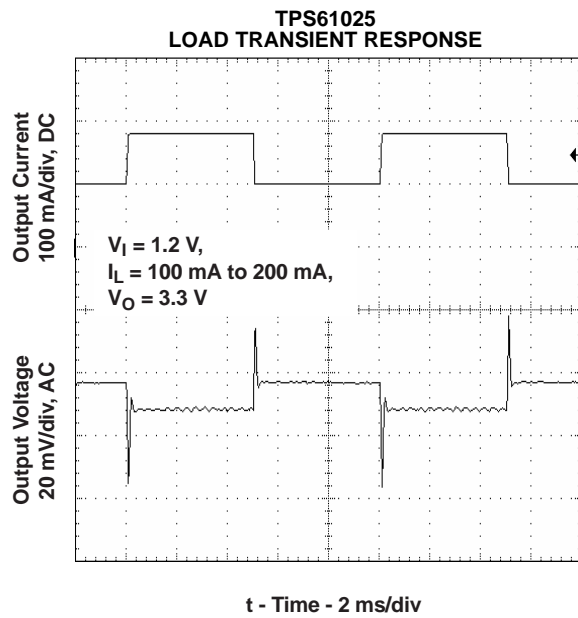 TPS61025
LOAD TRANSIENT RESPONSE
Output Current
100 mA/div, DC
VI = 1.2 V,
IL = 100 mA to 200 mA,
VO = 3.3 V
Output Voltage
20 mV/div, AC
t - Time - 2 ms/div